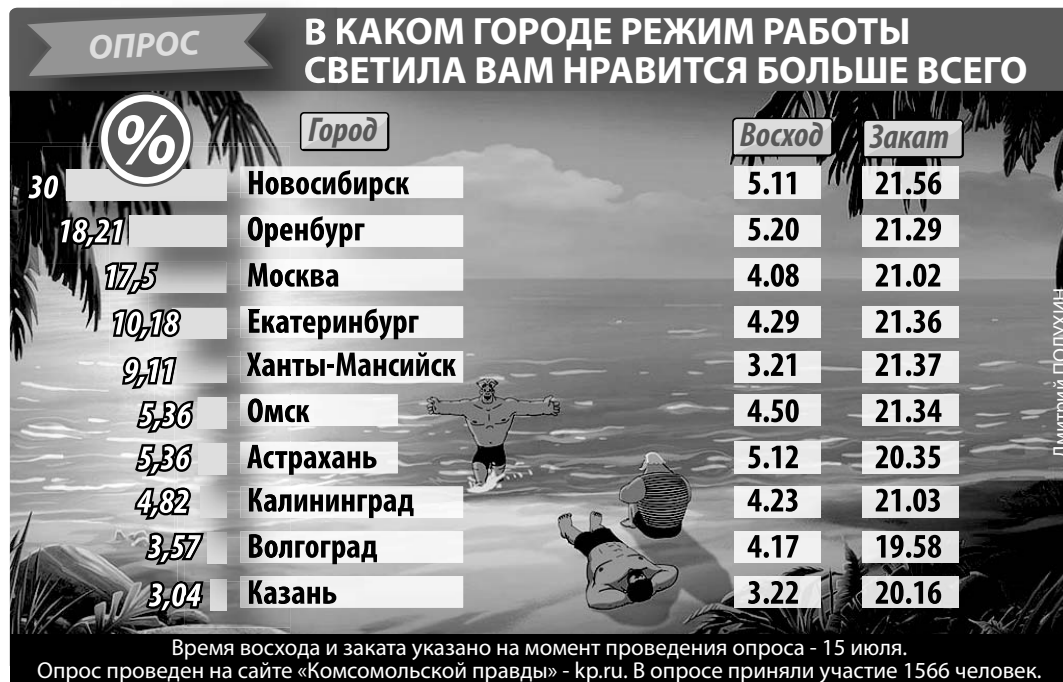 ОПРОС
В КАКОМ ГОРОДЕ РЕЖИМ РАБОТЫ
СВЕТИЛА ВАМ НРАВИТСЯ БОЛЬШЕ ВСЕГО
% Город Восход Закат
30 Новосибирск 5.11 21.56
18,21 Оренбург 5.20 21.29
17,5 Москва 4.08 21.02
10,18 Екатеринбург 4.29 21.36
9,11 Ханты-Мансийск 3.21 21.37
5,36 Омск 4.50 21.34
5,36 Астрахань 5.12 20.35
4,82 Калининград 4.23 21.03
3,57 Волгоград 4.17 19.58
3,04 Казань 3.22 20.16
Дмитрий ПОЛУХИН
Время восхода и заката указано на момент проведения опроса - 15 июля.
Опрос проведен на сайте «Комсомольской правды» - kp.ru. В опросе приняли участие 1566 человек.